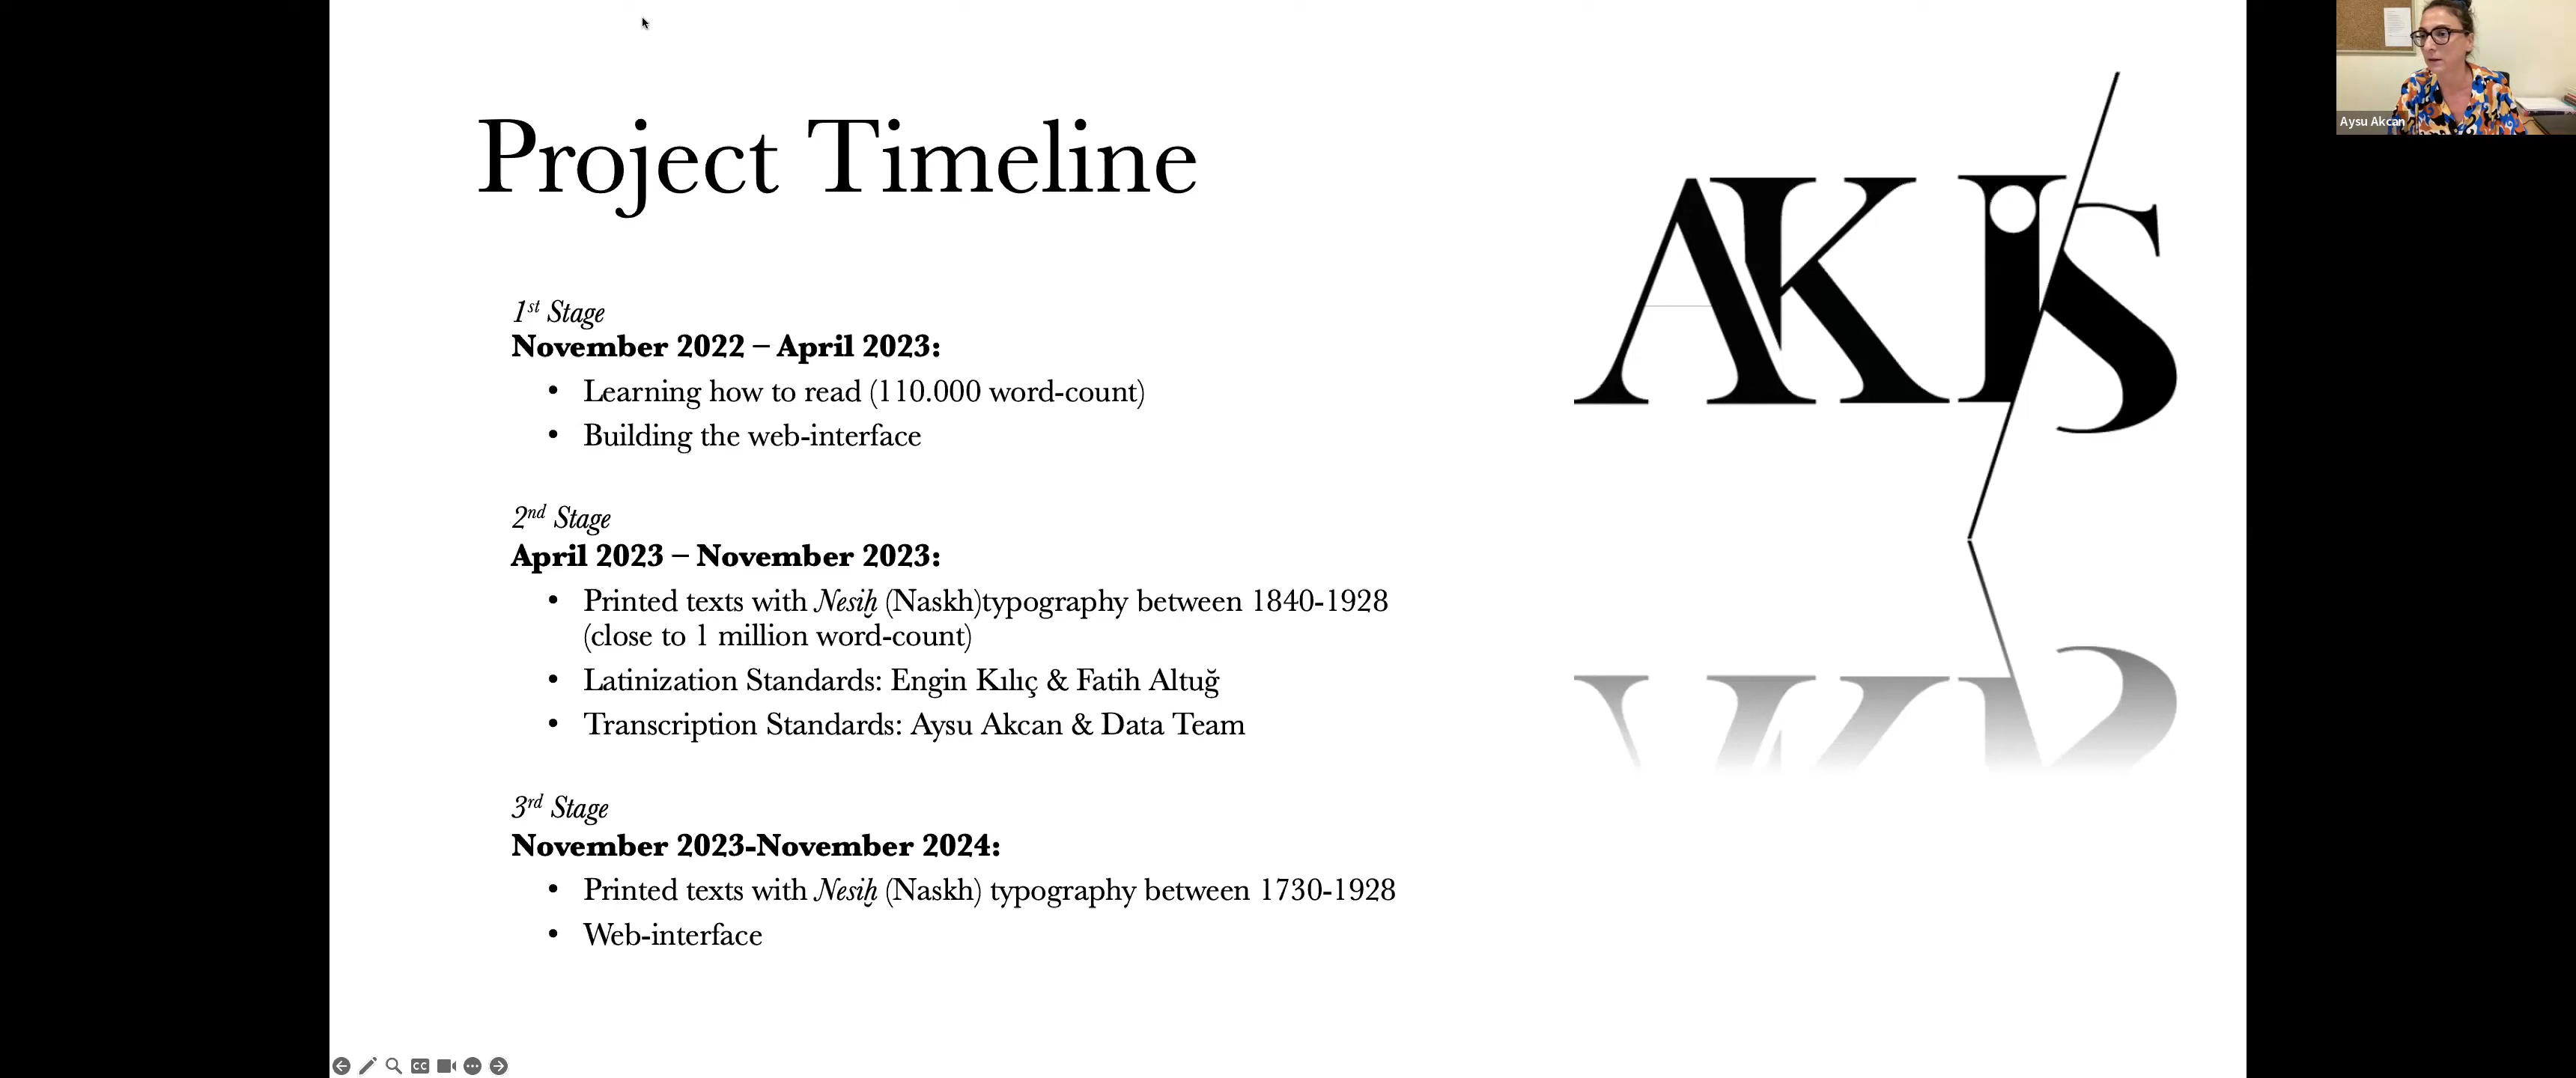 Project Timeline
1st Stage
November 2022 – April 2023:
• Learning how to read (110.000 word-count)
• Building the web-interface
2nd Stage
April 2023 – November 2023:
• Printed texts with Nesiḫ (Naskh)typography between 1840-1928
(close to 1 million word-count)
• Latinization Standards: Engin Kılıç & Fatih Altuğ
• Transcription Standards: Aysu Akcan & Data Team
3rd Stage
November 2023-November 2024:
• Printed texts with Nesiḫ (Naskh) typography between 1730-1928
• Web-interface
AKIS
Aysu Akcan
CC